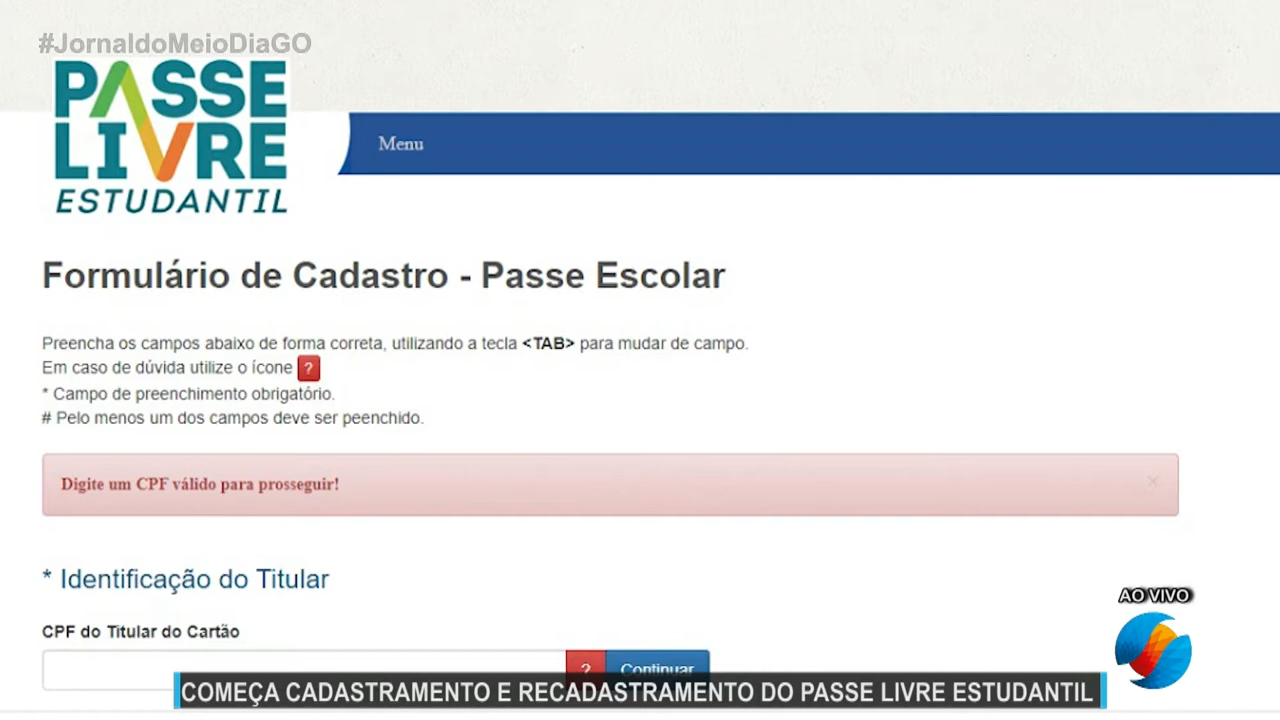 #JornaldoMeioDiaGO
PASSE
LIVRE
ESTUDANTIL
Menu
Formulário de Cadastro - Passe Escolar
Preencha os campos abaixo de forma correta, utilizando a tecla <TAB> para mudar de campo.
Em caso de dúvida utilize o ícone ?
* Campo de preenchimento obrigatório.
# Pelo menos um dos campos deve ser peenchido.
Digite um CPF válido para prosseguir! ×
* Identificação do Titular
AO VIVO
CPF do Titular do Cartão
? Continuar
COMEÇA CADASTRAMENTO E RECADASTRAMENTO DO PASSE LIVRE ESTUDANTIL